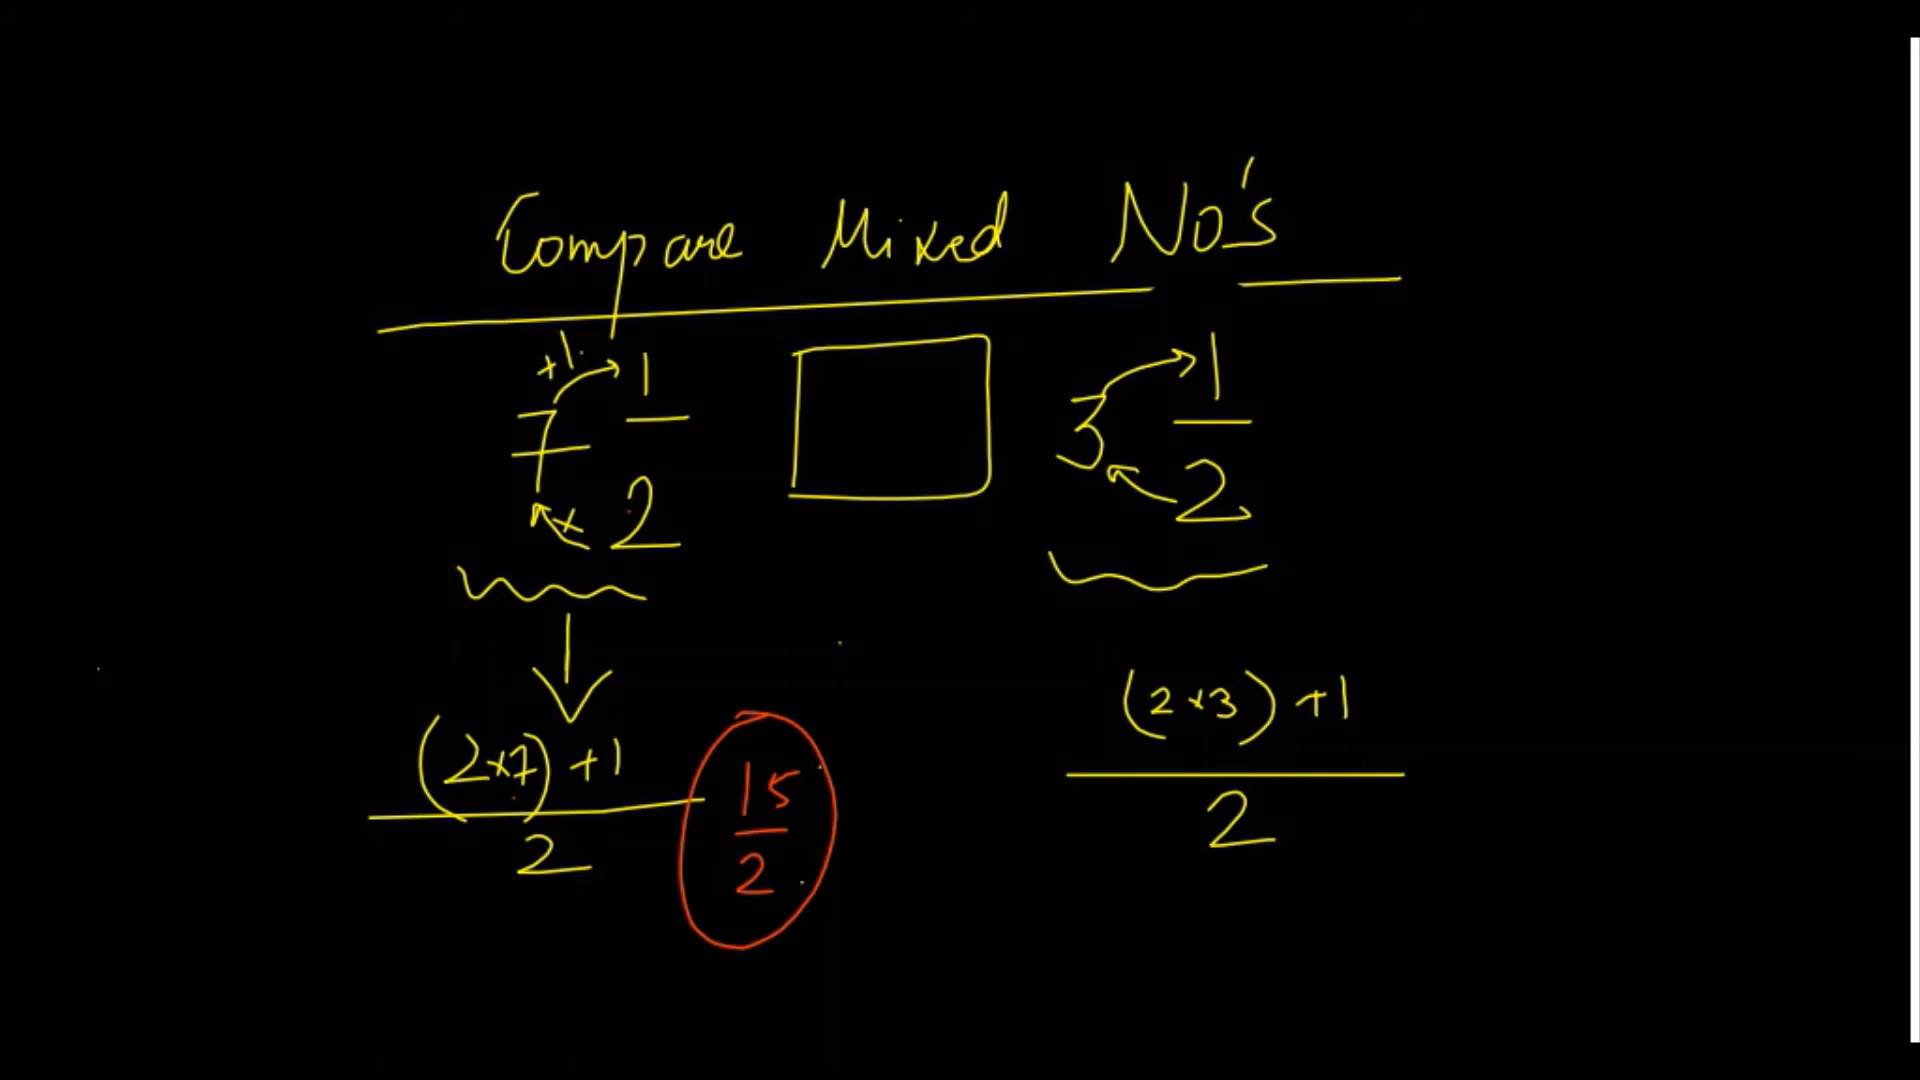 Compare Mixed No's
+1
7 1/2 3 1/2
×
(2×7)+1/2 15/2
(2×3)+1/2